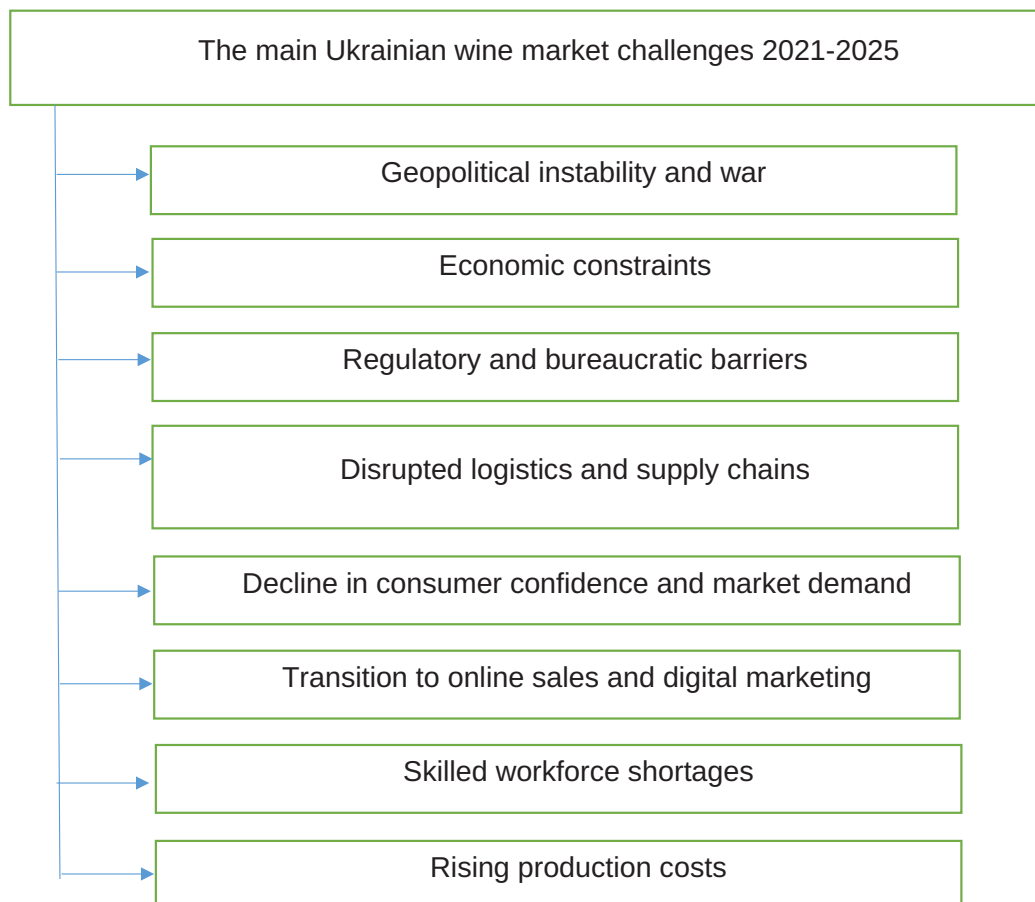 The main Ukrainian wine market challenges 2021-2025
Geopolitical instability and war
Economic constraints
Regulatory and bureaucratic barriers
Disrupted logistics and supply chains
Decline in consumer confidence and market demand
Transition to online sales and digital marketing
Skilled workforce shortages
Rising production costs